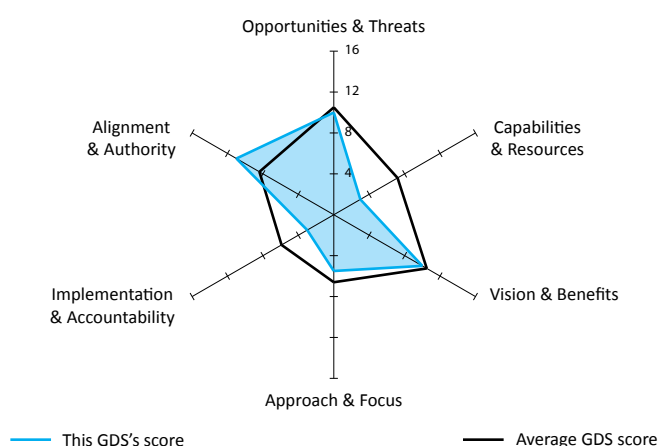 Opportunities & Threats
16
12
8
4
Alignment
& Authority
Capabilities
& Resources
Implementation
& Accountability
Vision & Benefits
Approach & Focus
This GDS's score
Average GDS score